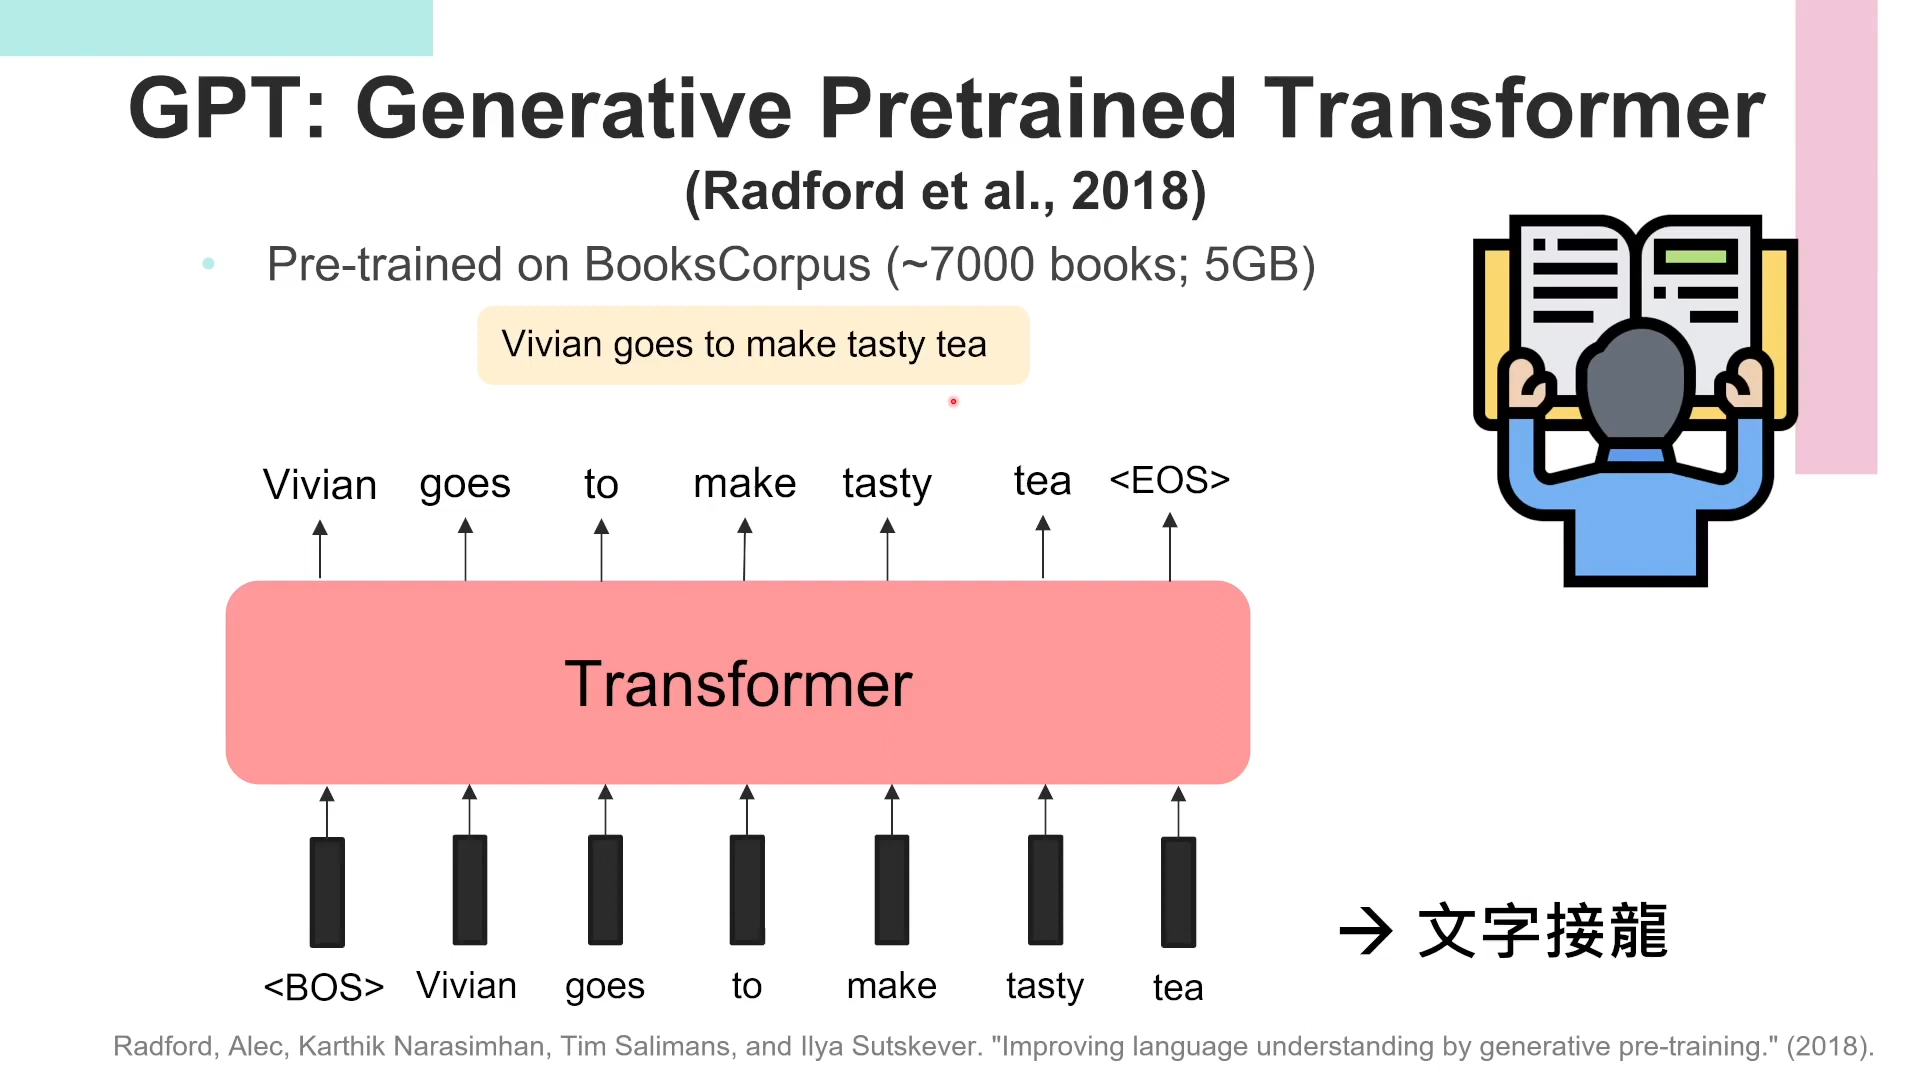 GPT: Generative Pretrained Transformer
(Radford et al., 2018)
• Pre-trained on BooksCorpus (~7000 books; 5GB)
Vivian goes to make tasty tea
Vivian goes to make tasty tea <EOS>
Transformer
→ 文字接龍
<BOS> Vivian goes to make tasty tea
Radford, Alec, Karthik Narasimhan, Tim Salimans, and Ilya Sutskever. "Improving language understanding by generative pre-training." (2018).